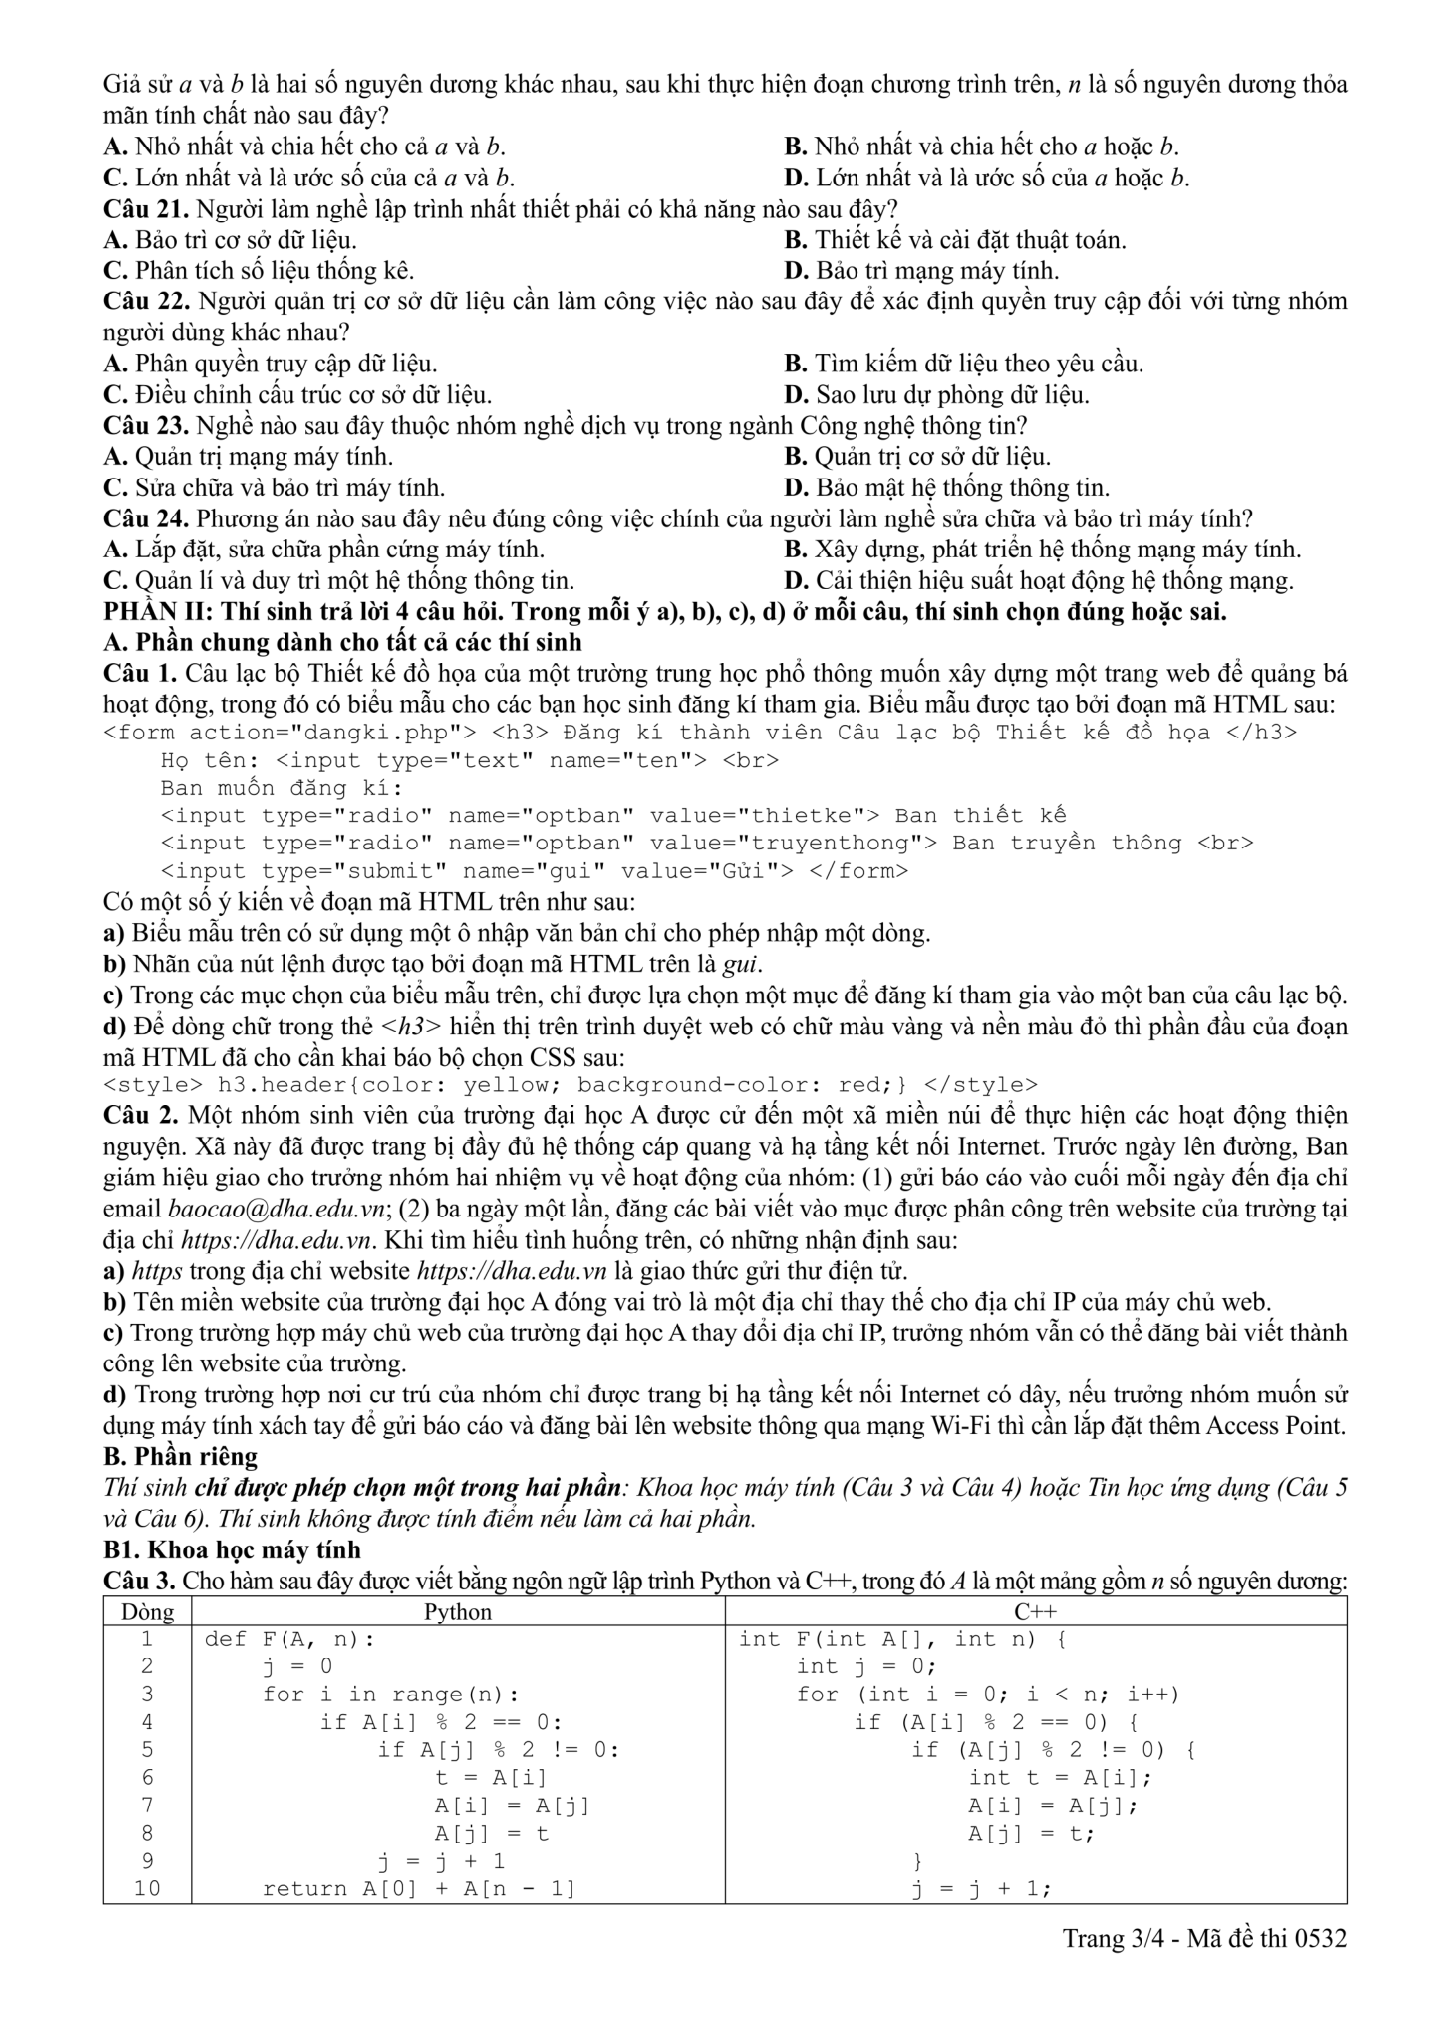 Giả sử a và b là hai số nguyên dương khác nhau, sau khi thực hiện đoạn chương trình trên, n là số nguyên dương thỏa
mãn tính chất nào sau đây?
A. Nhỏ nhất và chia hết cho cả a và b. B. Nhỏ nhất và chia hết cho a hoặc b.
C. Lớn nhất và là ước số của cả a và b. D. Lớn nhất và là ước số của a hoặc b.
Câu 21. Người làm nghề lập trình nhất thiết phải có khả năng nào sau đây?
A. Bảo trì cơ sở dữ liệu. B. Thiết kế và cài đặt thuật toán.
C. Phân tích số liệu thống kê. D. Bảo trì mạng máy tính.
Câu 22. Người quản trị cơ sở dữ liệu cần làm công việc nào sau đây để xác định quyền truy cập đối với từng nhóm
người dùng khác nhau?
A. Phân quyền truy cập dữ liệu. B. Tìm kiếm dữ liệu theo yêu cầu.
C. Điều chỉnh cấu trúc cơ sở dữ liệu. D. Sao lưu dự phòng dữ liệu.
Câu 23. Nghề nào sau đây thuộc nhóm nghề dịch vụ trong ngành Công nghệ thông tin?
A. Quản trị mạng máy tính. B. Quản trị cơ sở dữ liệu.
C. Sửa chữa và bảo trì máy tính. D. Bảo mật hệ thống thông tin.
Câu 24. Phương án nào sau đây nêu đúng công việc chính của người làm nghề sửa chữa và bảo trì máy tính?
A. Lắp đặt, sửa chữa phần cứng máy tính. B. Xây dựng, phát triển hệ thống mạng máy tính.
C. Quản lí và duy trì một hệ thống thông tin. D. Cải thiện hiệu suất hoạt động hệ thống mạng.
PHẦN II: Thí sinh trả lời 4 câu hỏi. Trong mỗi ý a), b), c), d) ở mỗi câu, thí sinh chọn đúng hoặc sai.
A. Phần chung dành cho tất cả các thí sinh
Câu 1. Câu lạc bộ Thiết kế đồ họa của một trường trung học phổ thông muốn xây dựng một trang web để quảng bá
hoạt động, trong đó có biểu mẫu cho các bạn học sinh đăng kí tham gia. Biểu mẫu được tạo bởi đoạn mã HTML sau:
<form action="dangki.php"> <h3> Đăng kí thành viên Câu lạc bộ Thiết kế đồ họa </h3>
Họ tên: <input type="text" name="ten"> <br>
Ban muốn đăng kí:
<input type="radio" name="optban" value="thietke"> Ban thiết kế
<input type="radio" name="optban" value="truyenthong"> Ban truyền thông <br>
<input type="submit" name="gui" value="Gửi"> </form>
Có một số ý kiến về đoạn mã HTML trên như sau:
a) Biểu mẫu trên có sử dụng một ô nhập văn bản chỉ cho phép nhập một dòng.
b) Nhãn của nút lệnh được tạo bởi đoạn mã HTML trên là gui.
c) Trong các mục chọn của biểu mẫu trên, chỉ được lựa chọn một mục để đăng kí tham gia vào một ban của câu lạc bộ.
d) Để dòng chữ trong thẻ <h3> hiển thị trên trình duyệt web có chữ màu vàng và nền màu đỏ thì phần đầu của đoạn
mã HTML đã cho cần khai báo bộ chọn CSS sau:
<style> h3.header{color: yellow; background-color: red;} </style>
Câu 2. Một nhóm sinh viên của trường đại học A được cử đến một xã miền núi để thực hiện các hoạt động thiện
nguyện. Xã này đã được trang bị đầy đủ hệ thống cáp quang và hạ tầng kết nối Internet. Trước ngày lên đường, Ban
giám hiệu giao cho trưởng nhóm hai nhiệm vụ về hoạt động của nhóm: (1) gửi báo cáo vào cuối mỗi ngày đến địa chỉ
email baocao@dha.edu.vn; (2) ba ngày một lần, đăng các bài viết vào mục được phân công trên website của trường tại
địa chỉ https://dha.edu.vn. Khi tìm hiểu tình huống trên, có những nhận định sau:
a) https trong địa chỉ website https://dha.edu.vn là giao thức gửi thư điện tử.
b) Tên miền website của trường đại học A đóng vai trò là một địa chỉ thay thế cho địa chỉ IP của máy chủ web.
c) Trong trường hợp máy chủ web của trường đại học A thay đổi địa chỉ IP, trưởng nhóm vẫn có thể đăng bài viết thành
công lên website của trường.
d) Trong trường hợp nơi cư trú của nhóm chỉ được trang bị hạ tầng kết nối Internet có dây, nếu trưởng nhóm muốn sử
dụng máy tính xách tay để gửi báo cáo và đăng bài lên website thông qua mạng Wi-Fi thì cần lắp đặt thêm Access Point.
B. Phần riêng
Thí sinh chỉ được phép chọn một trong hai phần: Khoa học máy tính (Câu 3 và Câu 4) hoặc Tin học ứng dụng (Câu 5
và Câu 6). Thí sinh không được tính điểm nếu làm cả hai phần.
B1. Khoa học máy tính
Câu 3. Cho hàm sau đây được viết bằng ngôn ngữ lập trình Python và C++, trong đó A là một mảng gồm n số nguyên dương:
Dòng Python C++
1 def F(A, n): int F(int A[], int n) {
2 j = 0 int j = 0;
3 for i in range(n): for (int i = 0; i < n; i++)
4 if A[i] % 2 == 0: if (A[i] % 2 == 0) {
5 if A[j] % 2 != 0: if (A[j] % 2 != 0) {
6 t = A[i] int t = A[i];
7 A[i] = A[j] A[i] = A[j];
8 A[j] = t A[j] = t;
9 j = j + 1 }
10 return A[0] + A[n - 1] j = j + 1;
Trang 3/4 - Mã đề thi 0532